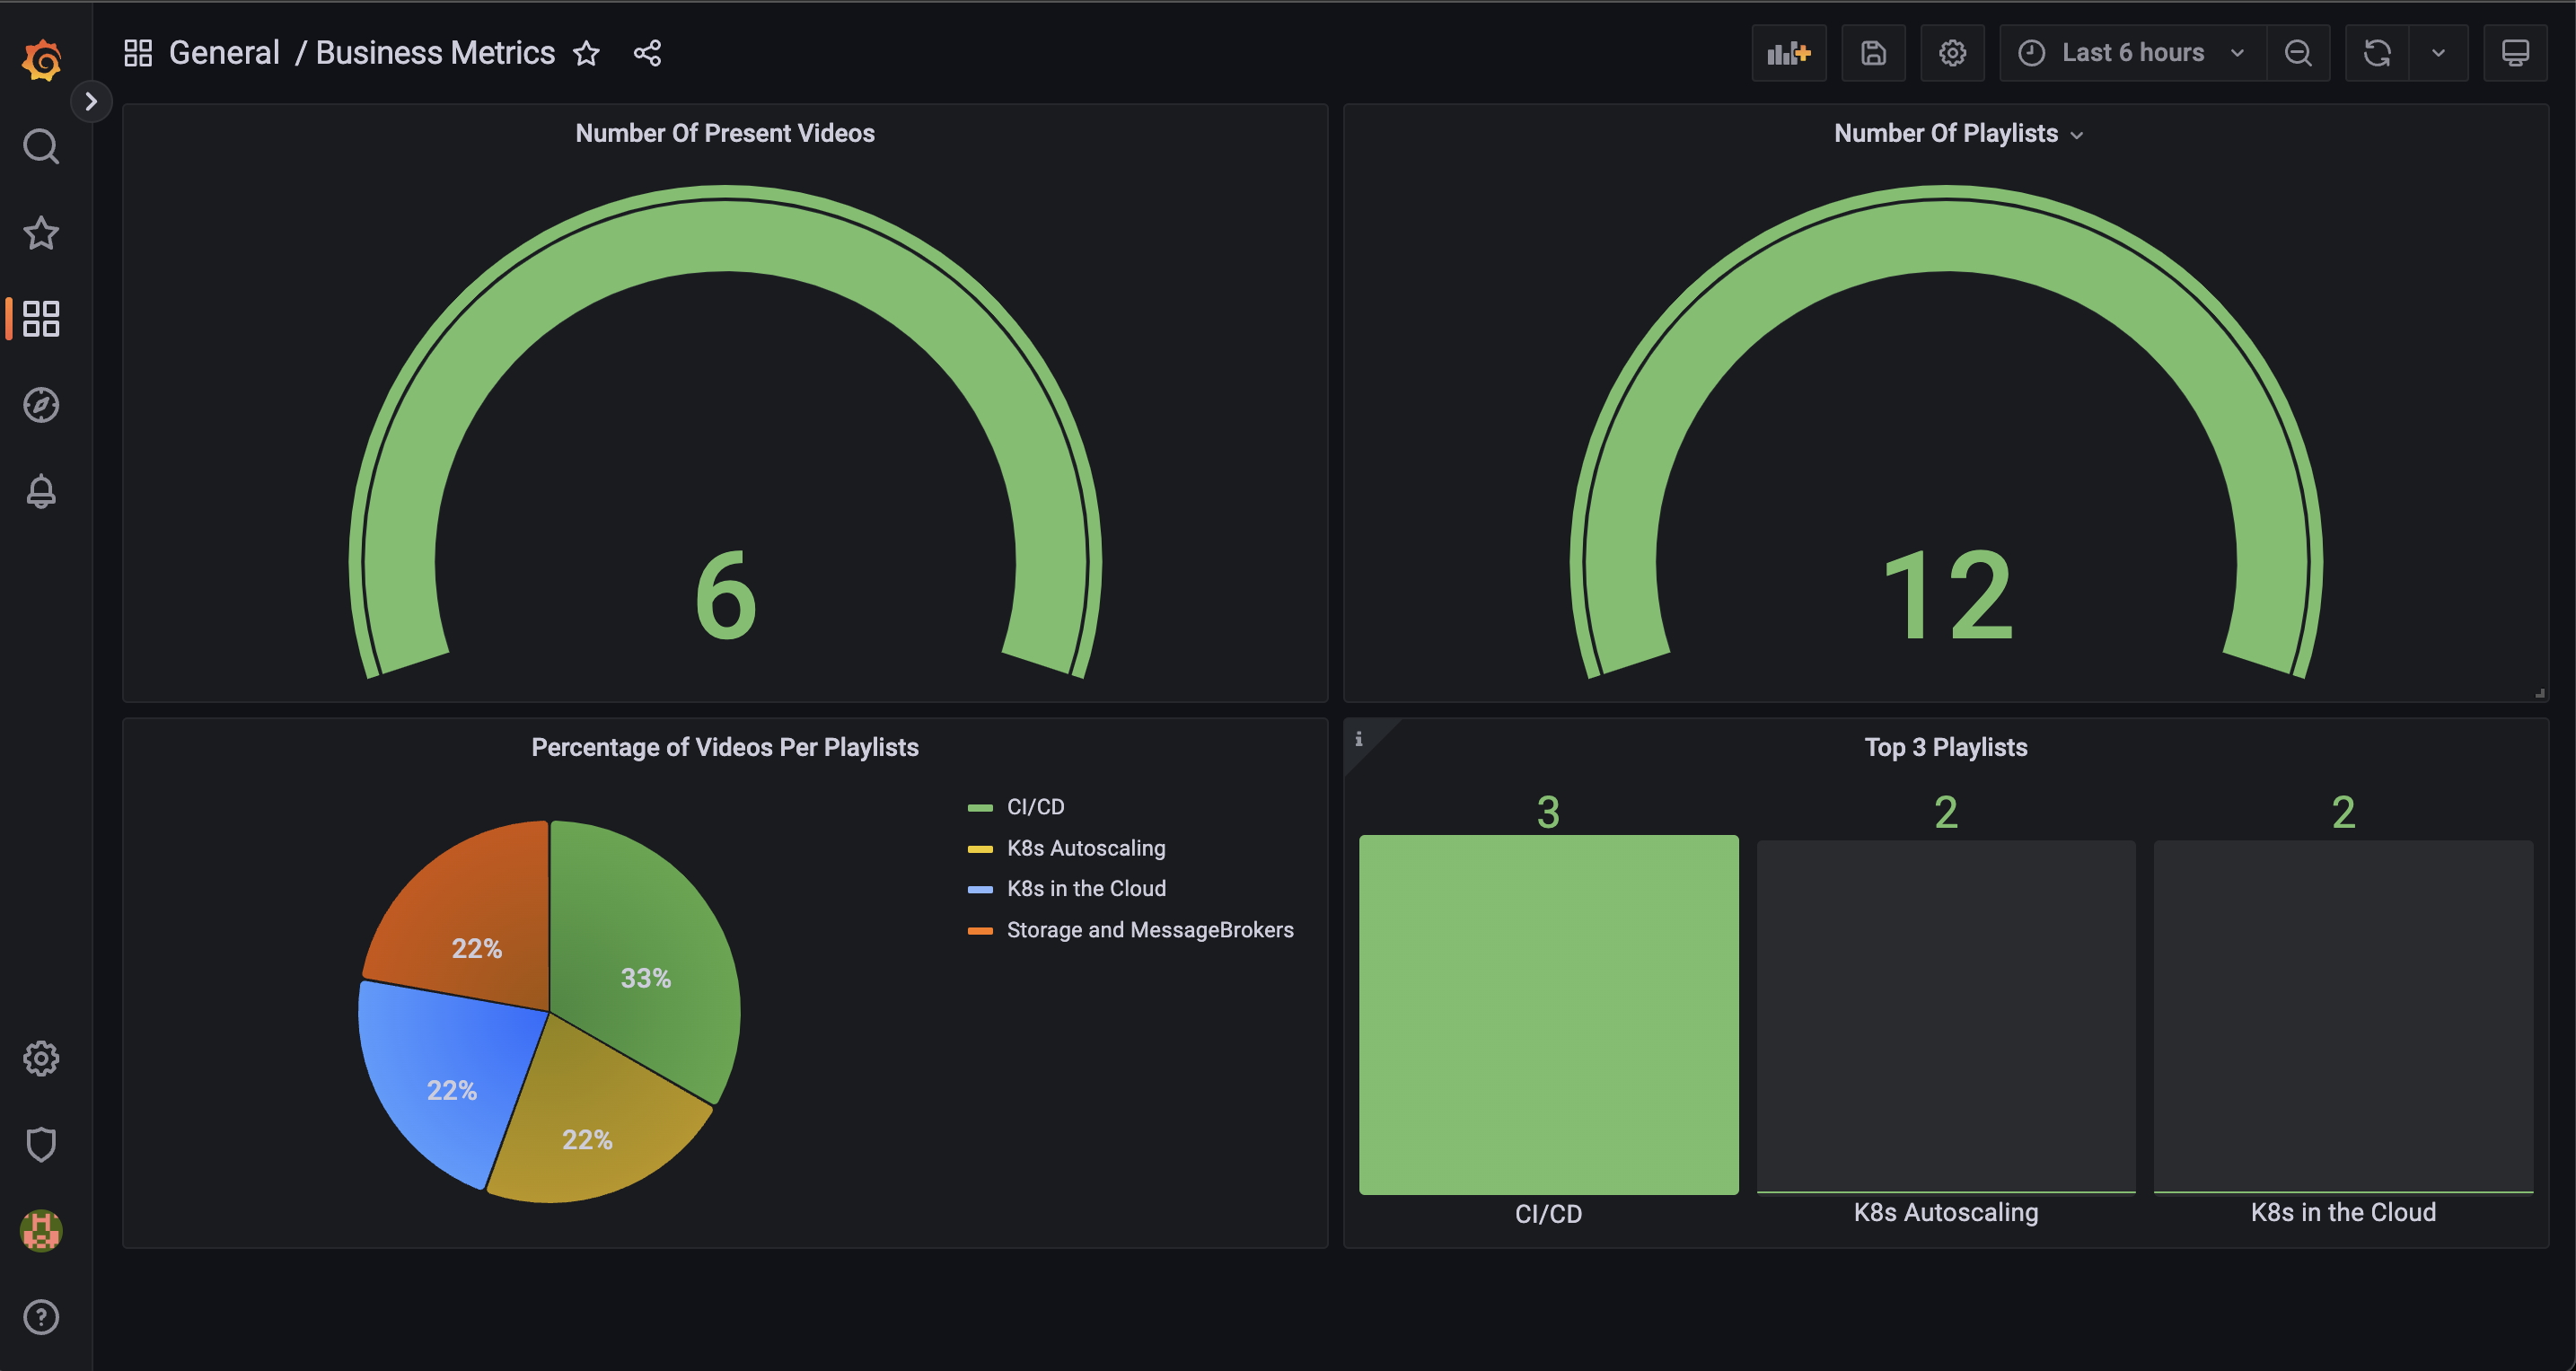 General / Business Metrics
Last 6 hours
Number Of Present Videos
6
Number Of Playlists
12
Percentage of Videos Per Playlists
CI/CD
K8s Autoscaling
K8s in the Cloud
Storage and MessageBrokers
22%
33%
22%
22%
i
Top 3 Playlists
3
2
2
CI/CD
K8s Autoscaling
K8s in the Cloud